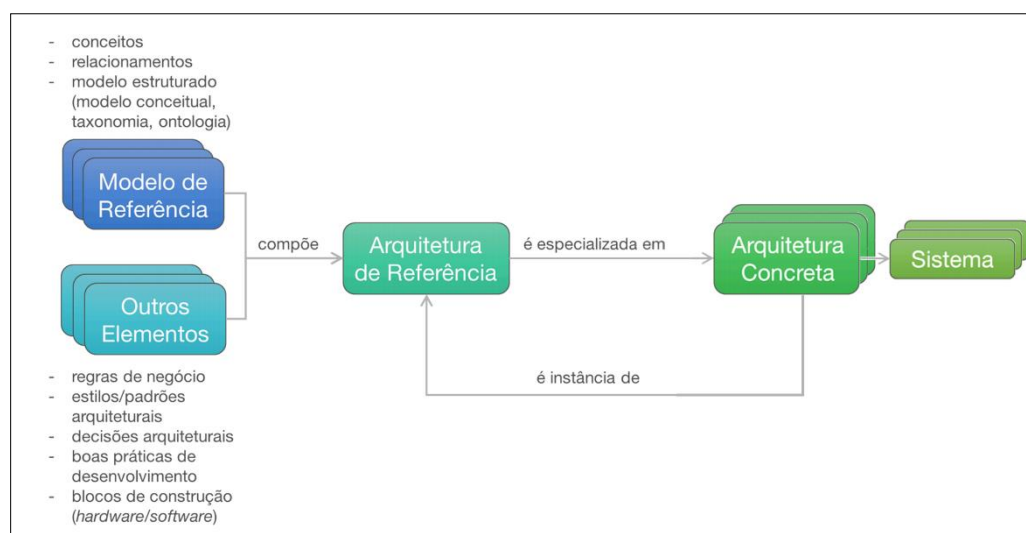 - conceitos
- relacionamentos
- modelo estruturado
(modelo conceitual,
taxonomia, ontologia)
Modelo de
Referência
compõe
Arquitetura
de Referência
é especializada em
Arquitetura
Concreta
Sistema
Outros
Elementos
é instância de
- regras de negócio
- estilos/padrões
arquiteturais
- decisões arquiteturais
- boas práticas de
desenvolvimento
- blocos de construção
(hardware/software)